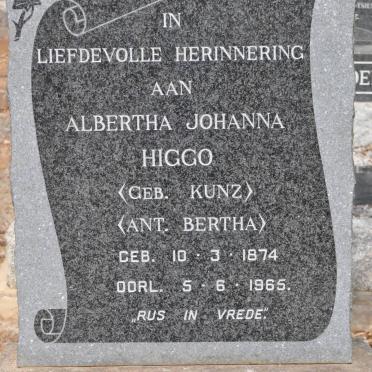 IN
LIEFDEVOLLE HERINNERING
AAN
ALBERTHA JOHANNA
HIGGO
(GEB. KUNZ)
(ANT. BERTHA)
GEB. 10 · 3 · 1874
OORL. 5 · 6 · 1965.
„RUS IN VREDE”